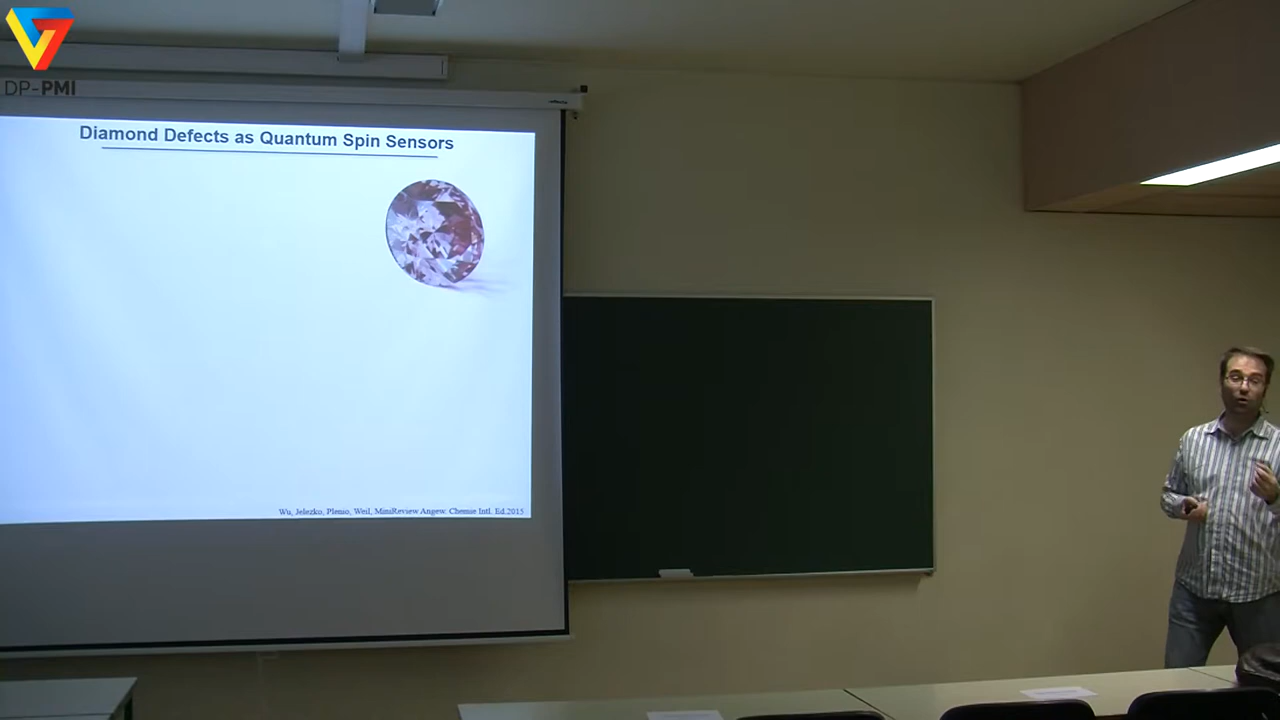 DP-PMI
Diamond Defects as Quantum Spin Sensors
Wu, Jelezko, Plenio, Weil, MiniReview Angew. Chemie Intl. Ed.2015